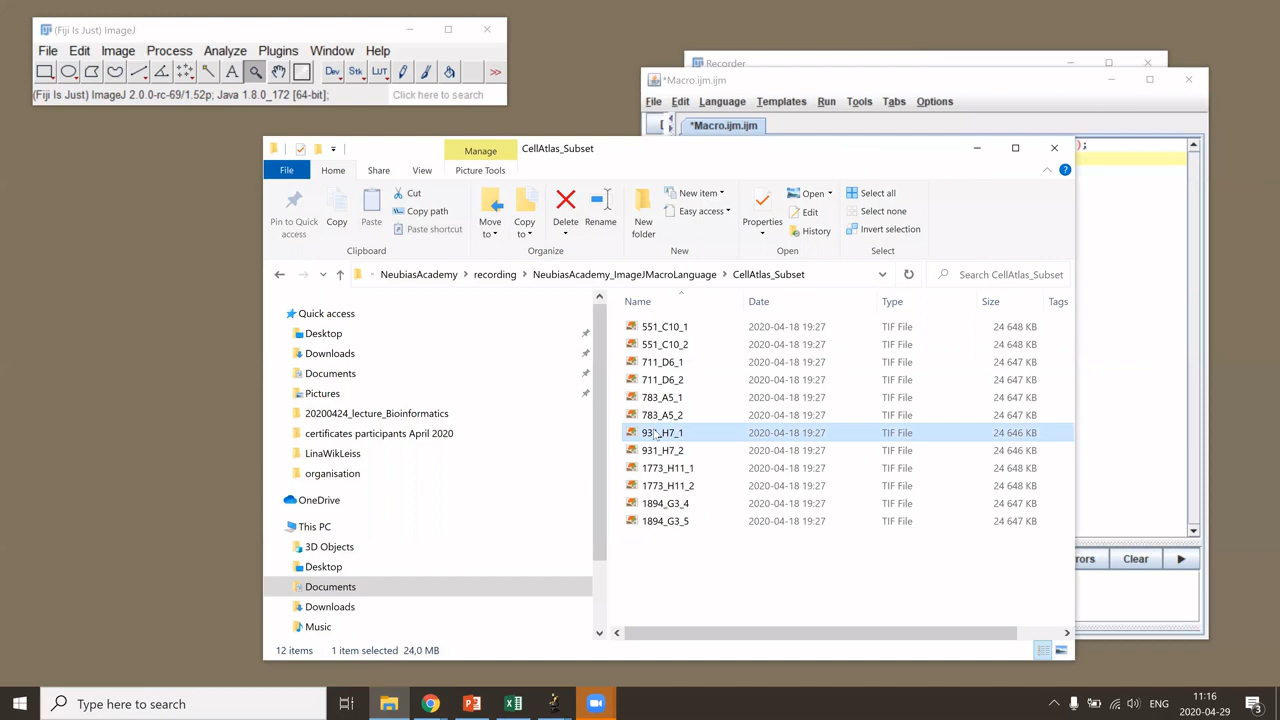 (Fiji Is Just) ImageJ
File Edit Image Process Analyze Plugins Window Help
Dev Stk LUT >>
(Fiji Is Just) ImageJ 2.0.0-rc-69/1.52p; Java 1.8.0_172 [64-bit]; Click here to search
Recorder
*Macro.ijm.ijm
File Edit Language Templates Run Tools Tabs Options
*Macro.ijm.ijm
);
Manage CellAtlas_Subset
File Home Share View Picture Tools
Pin to Quick access
Copy
Paste
Cut
Copy path
Paste shortcut
Clipboard
Move to
Copy to
Delete
Rename
Organize
New folder
New item
Easy access
New
Properties
Open
Edit
History
Open
Select all
Select none
Invert selection
Select
NeubiasAcademy recording NeubiasAcademy_ImageJMacroLanguage CellAtlas_Subset Search CellAtlas_Subset
Quick access
Desktop
Downloads
Documents
Pictures
20200424_lecture_Bioinformatics
certificates participants April 2020
LinaWikLeiss
organisation
OneDrive
This PC
3D Objects
Desktop
Documents
Downloads
Music
Name Date Type Size Tags
551_C10_1 2020-04-18 19:27 TIF File 24 648 KB
551_C10_2 2020-04-18 19:27 TIF File 24 648 KB
711_D6_1 2020-04-18 19:27 TIF File 24 647 KB
711_D6_2 2020-04-18 19:27 TIF File 24 647 KB
783_A5_1 2020-04-18 19:27 TIF File 24 647 KB
783_A5_2 2020-04-18 19:27 TIF File 24 647 KB
931_H7_1 2020-04-18 19:27 TIF File 24 646 KB
931_H7_2 2020-04-18 19:27 TIF File 24 646 KB
1773_H11_1 2020-04-18 19:27 TIF File 24 648 KB
1773_H11_2 2020-04-18 19:27 TIF File 24 648 KB
1894_G3_4 2020-04-18 19:27 TIF File 24 647 KB
1894_G3_5 2020-04-18 19:27 TIF File 24 647 KB
rors Clear
12 items 1 item selected 24,0 MB
Type here to search
ENG
11:16
2020-04-29
3